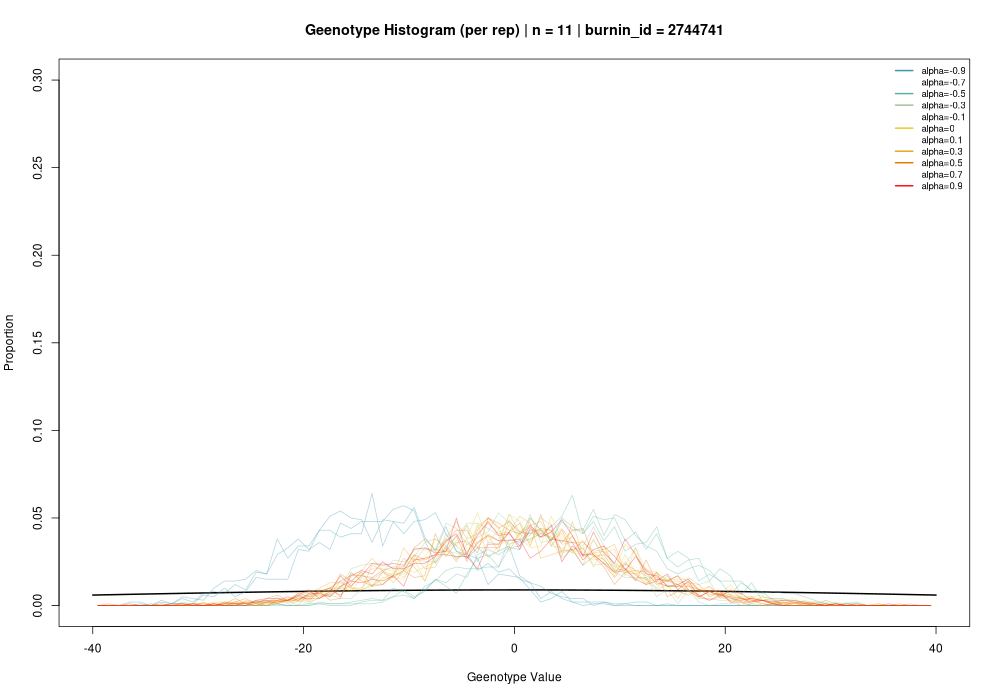 Geenotype Histogram (per rep) | n = 11 | burnin_id = 2744741
alpha=-0.9
alpha=-0.7
alpha=-0.5
alpha=-0.3
alpha=-0.1
alpha=0
alpha=0.1
alpha=0.3
alpha=0.5
alpha=0.7
alpha=0.9
Proportion
0.30
0.25
0.20
0.15
0.10
0.05
0.00
-40 -20 0 20 40
Geenotype Value